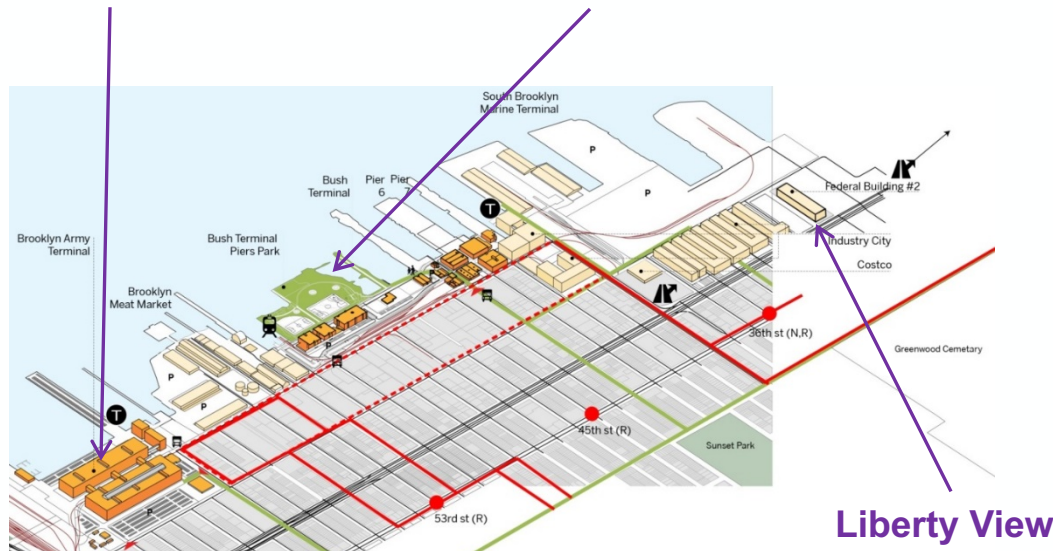 South Brooklyn
Marine Terminal
P
Bush
Terminal
Pier
6
Pier
7
P
T
Federal Building #2
Brooklyn Army
Terminal
Bush Terminal
Piers Park
Industry City
Costco
Brooklyn
Meat Market
36th st (N,R)
Greenwood Cemetary
P
P
P
T
45th st (R)
Sunset Park
P
53rd st (R)
Liberty View